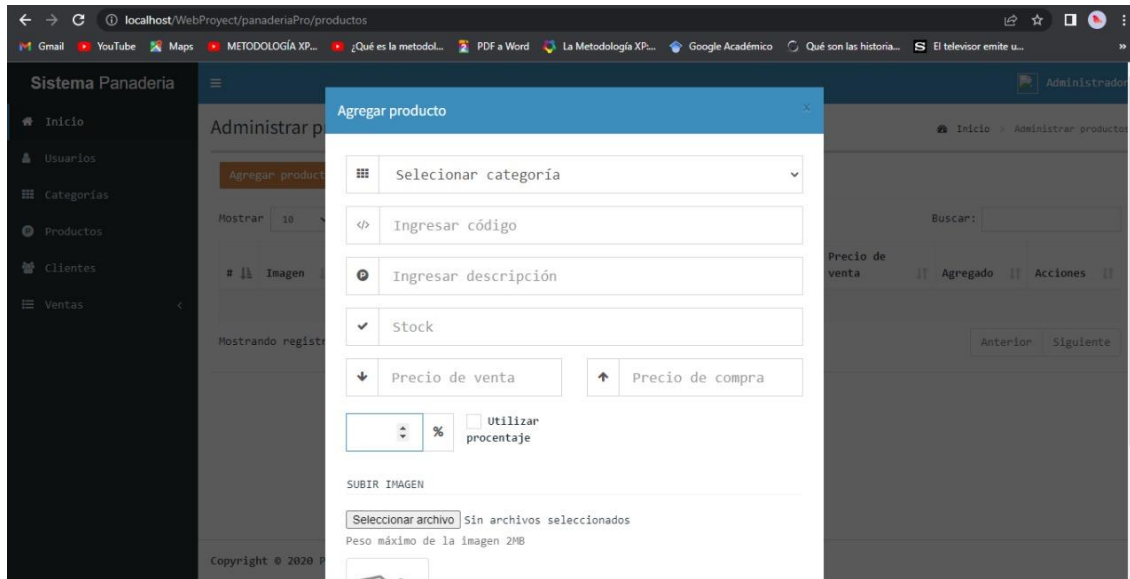 localhost/WebProyect/panaderiaPro/productos
Gmail YouTube Maps METODOLOGÍA XP... ¿Qué es la metodol... PDF a Word La Metodología XP:... Google Académico Qué son las historia... El televisor emite u... »
Sistema Panaderia
Administrador
Inicio
Usuarios
Categorías
Productos
Clientes
Ventas
Administrar p
Inicio > Administrar productos
Agregar product
Mostrar 10
Buscar:
# Imagen
Precio de
venta
Agregado Acciones
Mostrando registr
Anterior Siguiente
Copyright © 2020 P
Agregar producto x
Selecionar categoría
Ingresar código
Ingresar descripción
Stock
Precio de venta Precio de compra
% Utilizar
procentaje
SUBIR IMAGEN
Seleccionar archivo Sin archivos seleccionados
Peso máximo de la imagen 2MB